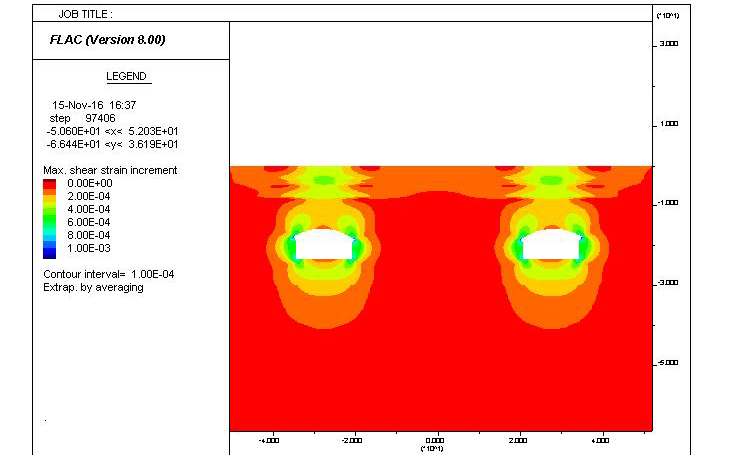 JOB TITLE :
(*10^1)
FLAC (Version 8.00)
LEGEND
15-Nov-16 16:37
step 97406
-5.060E+01 <x< 5.203E+01
-6.644E+01 <y< 3.619E+01
Max. shear strain increment
0.00E+00
2.00E-04
4.00E-04
6.00E-04
8.00E-04
1.00E-03
Contour interval= 1.00E-04
Extrap. by averaging
3.000
1.000
-1.000
-3.000
-5.000
-4.000 -2.000 0.000 2.000 4.000
(*10^1)